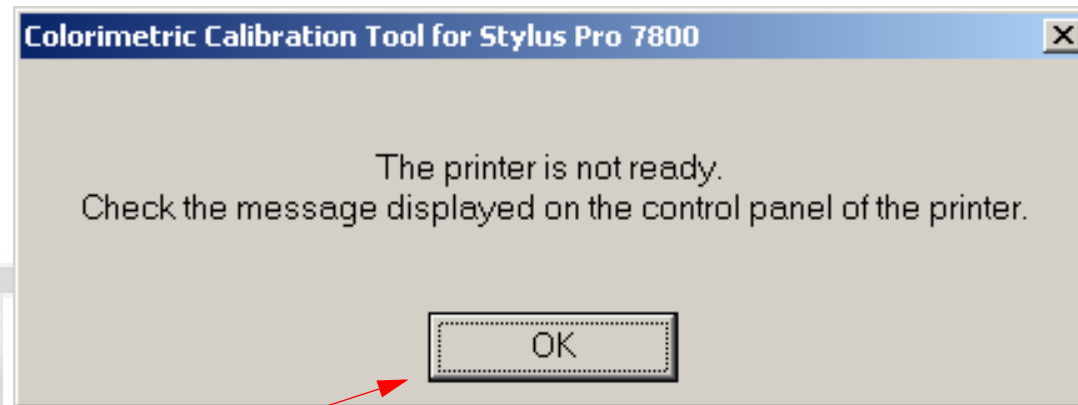 Colorimetric Calibration Tool for Stylus Pro 7800
The printer is not ready.
Check the message displayed on the control panel of the printer.
OK